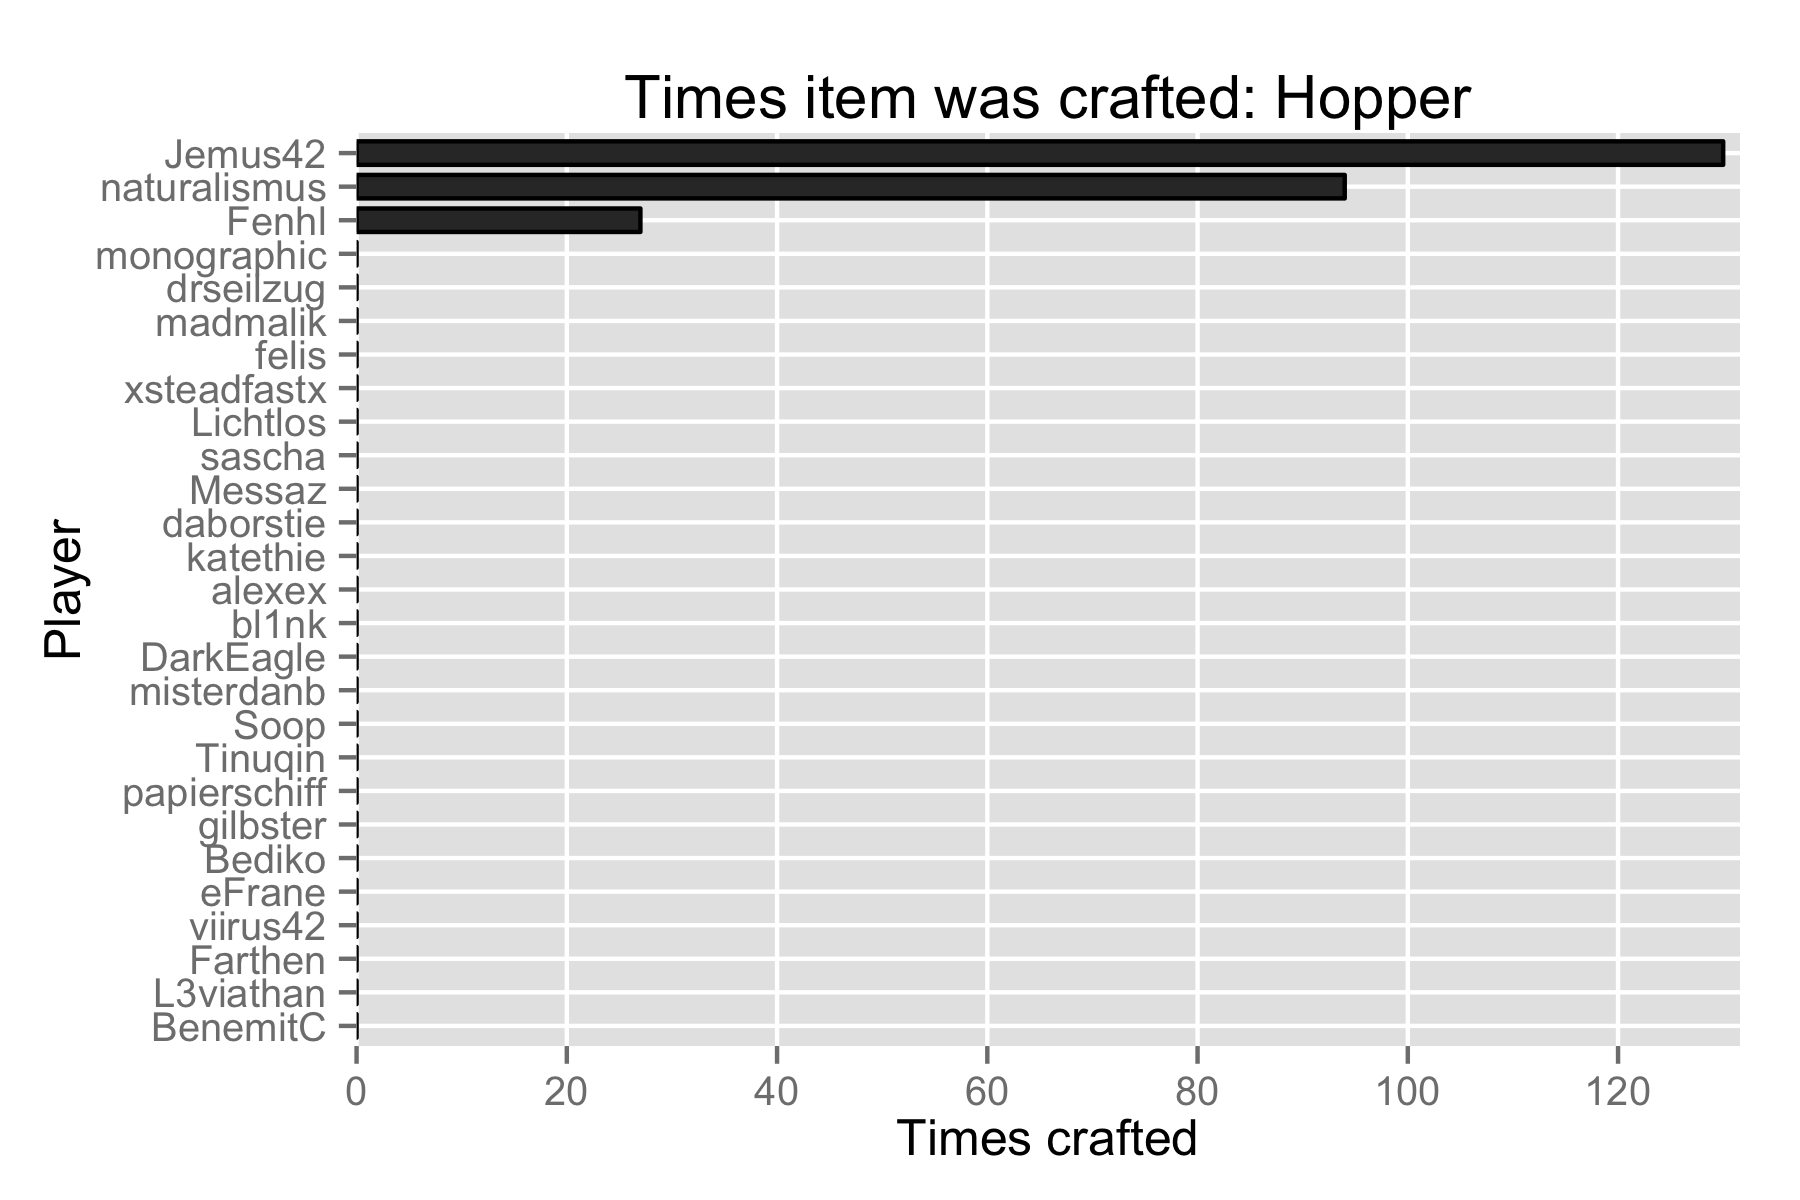 Times item was crafted: Hopper
Jemus42
naturalismus
Fenhl
monographic
drseilzug
madmalik
felis
xsteadfastx
Lichtlos
sascha
Messaz
daborstie
katethie
alexex
bl1nk
DarkEagle
misterdanb
Soop
Tinuqin
papierschiff
gilbster
Bediko
eFrane
viirus42
Farthen
L3viathan
BenemitC
Player
0 20 40 60 80 100 120
Times crafted